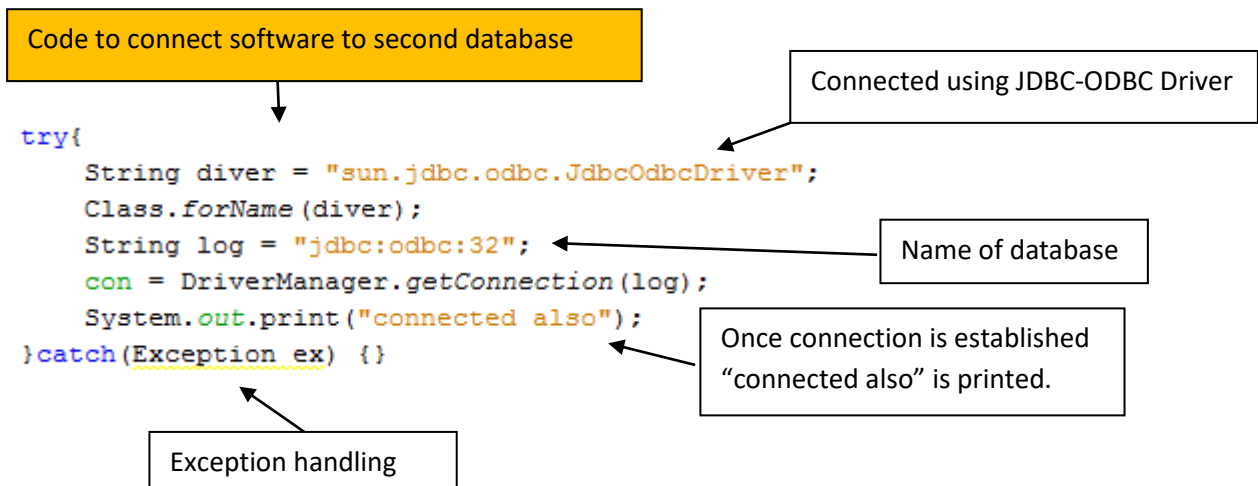 Code to connect software to second database
Connected using JDBC-ODBC Driver
try{
String diver = "sun.jdbc.odbc.JdbcOdbcDriver";
Class.forName(diver);
String log = "jdbc:odbc:32";
Name of database
con = DriverManager.getConnection(log);
System.out.print("connected also");
}catch(Exception ex) {}
Once connection is established
“connected also” is printed.
Exception handling